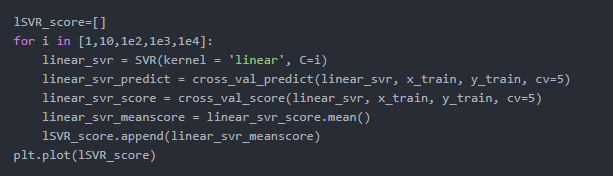 lSVR_score=[]
for i in [1,10,1e2,1e3,1e4]:
    linear_svr = SVR(kernel = 'linear', C=i)
    linear_svr_predict = cross_val_predict(linear_svr, x_train, y_train, cv=5)
    linear_svr_score = cross_val_score(linear_svr, x_train, y_train, cv=5)
    linear_svr_meanscore = linear_svr_score.mean()
    lSVR_score.append(linear_svr_meanscore)
plt.plot(lSVR_score)